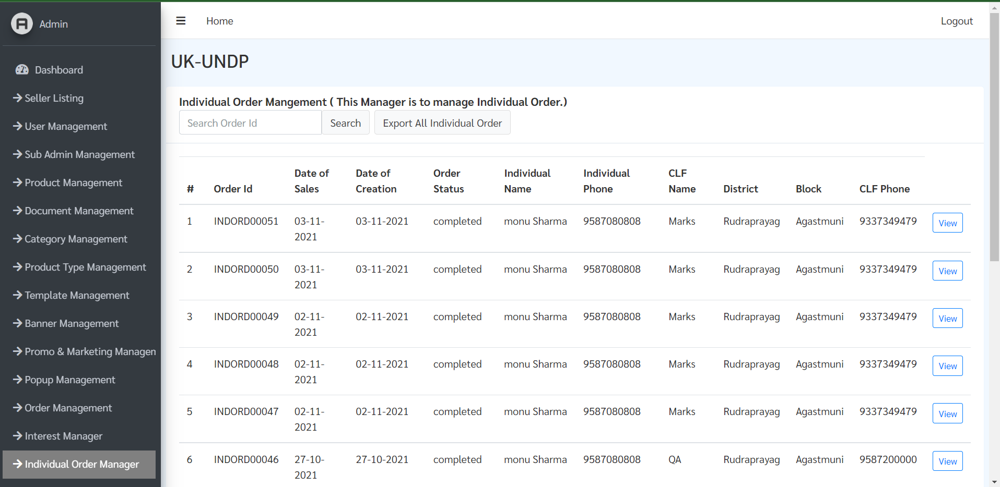 Admin
Home
Logout
Dashboard
Seller Listing
User Management
Sub Admin Management
Product Management
Document Management
Category Management
Product Type Management
Template Management
Banner Management
Promo & Marketing Managen
Popup Management
Order Management
Interest Manager
Individual Order Manager
UK-UNDP
Individual Order Mangement ( This Manager is to manage Individual Order.)
Search Order Id Search Export All Individual Order
# Order Id Date of Sales Date of Creation Order Status Individual Name Individual Phone CLF Name District Block CLF Phone
1 INDORD00051 03-11-2021 03-11-2021 completed monu Sharma 9587080808 Marks Rudraprayag Agastmuni 9337349479 View
2 INDORD00050 03-11-2021 03-11-2021 completed monu Sharma 9587080808 Marks Rudraprayag Agastmuni 9337349479 View
3 INDORD00049 02-11-2021 02-11-2021 completed monu Sharma 9587080808 Marks Rudraprayag Agastmuni 9337349479 View
4 INDORD00048 02-11-2021 02-11-2021 completed monu Sharma 9587080808 Marks Rudraprayag Agastmuni 9337349479 View
5 INDORD00047 02-11-2021 02-11-2021 completed monu Sharma 9587080808 Marks Rudraprayag Agastmuni 9337349479 View
6 INDORD00046 27-10-2021 27-10-2021 completed monu Sharma 9587080808 QA Rudraprayag Agastmuni 9587200000 View